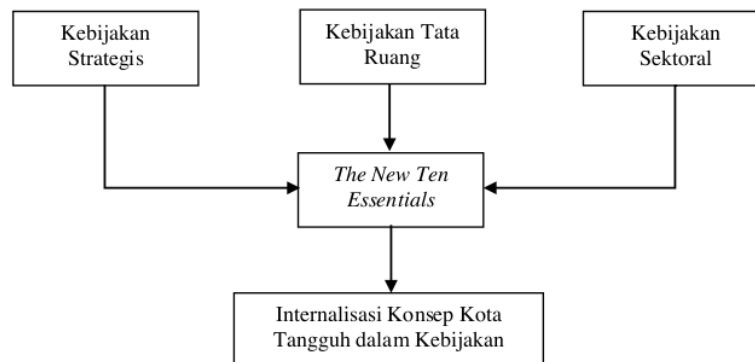 Kebijakan
Strategis
Kebijakan Tata
Ruang
Kebijakan
Sektoral
The New Ten
Essentials
Internalisasi Konsep Kota
Tangguh dalam Kebijakan